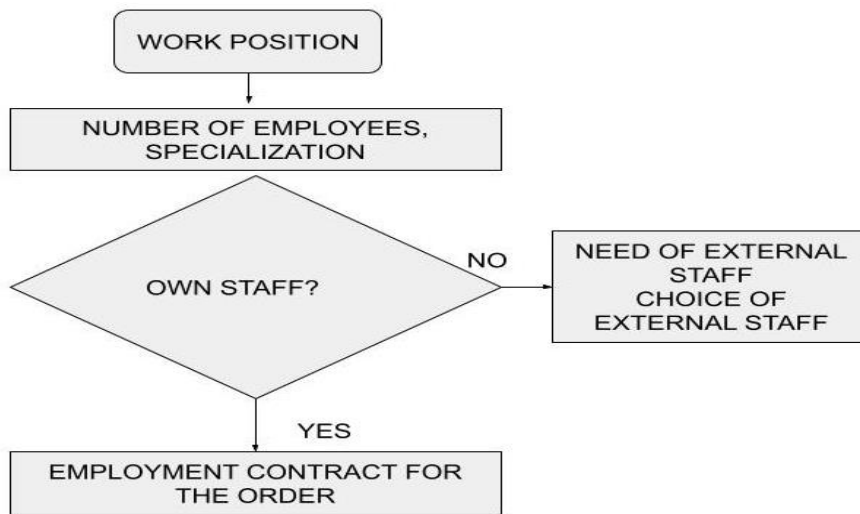 WORK POSITION
NUMBER OF EMPLOYEES,
SPECIALIZATION
OWN STAFF?
NO
NEED OF EXTERNAL
STAFF
CHOICE OF
EXTERNAL STAFF
YES
EMPLOYMENT CONTRACT FOR
THE ORDER